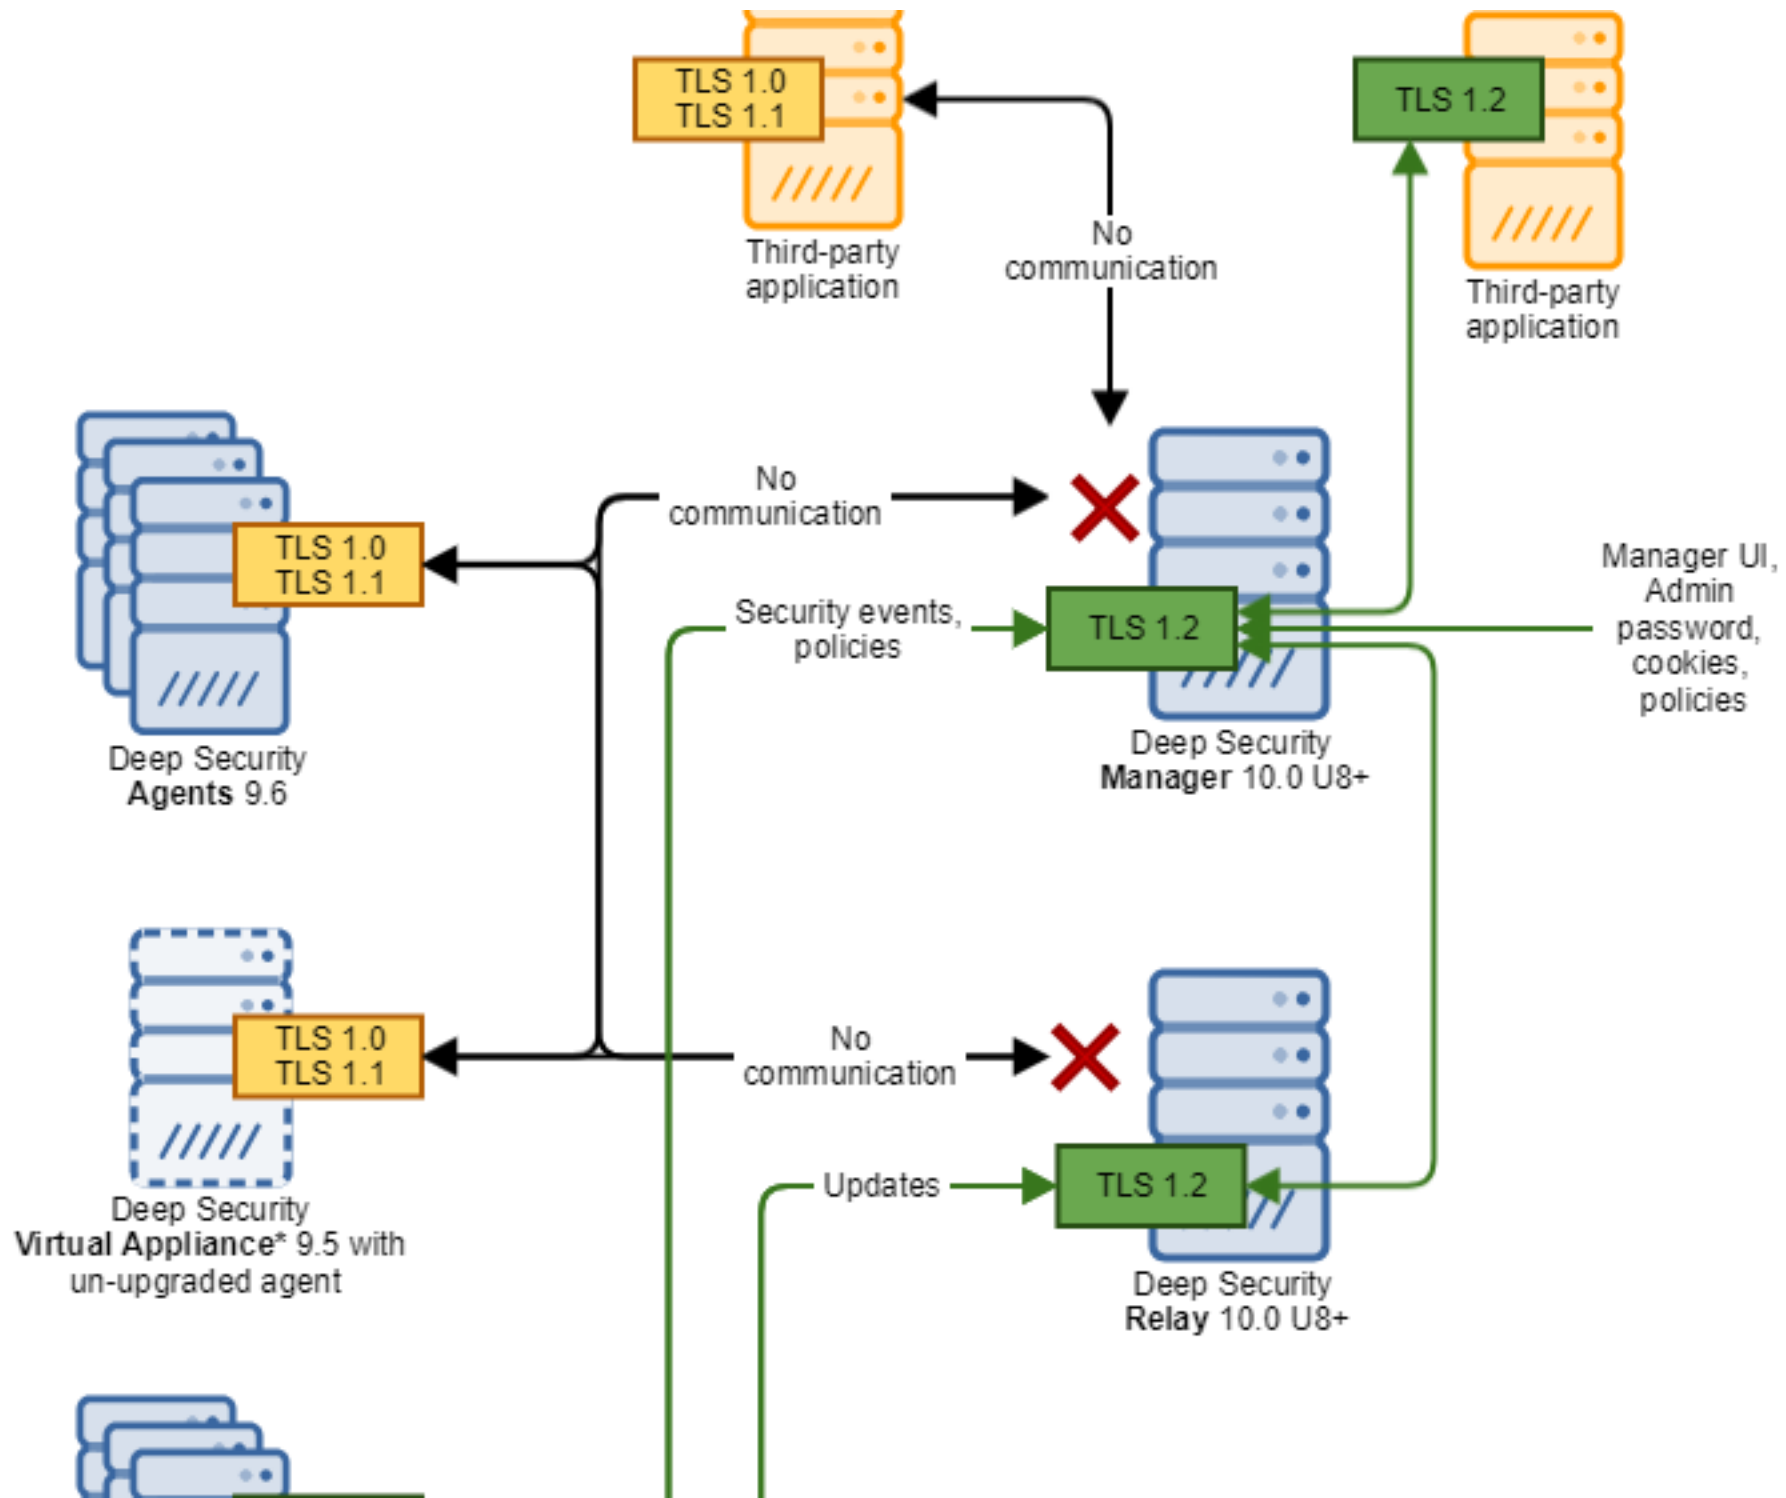 TLS 1.0
TLS 1.1
Third-party
application
No
communication
TLS 1.2
Third-party
application
TLS 1.0
TLS 1.1
Deep Security
Agents 9.6
No
communication
Security events,
policies
TLS 1.2
Deep Security
Manager 10.0 U8+
Manager UI,
Admin
password,
cookies,
policies
TLS 1.0
TLS 1.1
Deep Security
Virtual Appliance* 9.5 with
un-upgraded agent
No
communication
Updates
TLS 1.2
Deep Security
Relay 10.0 U8+